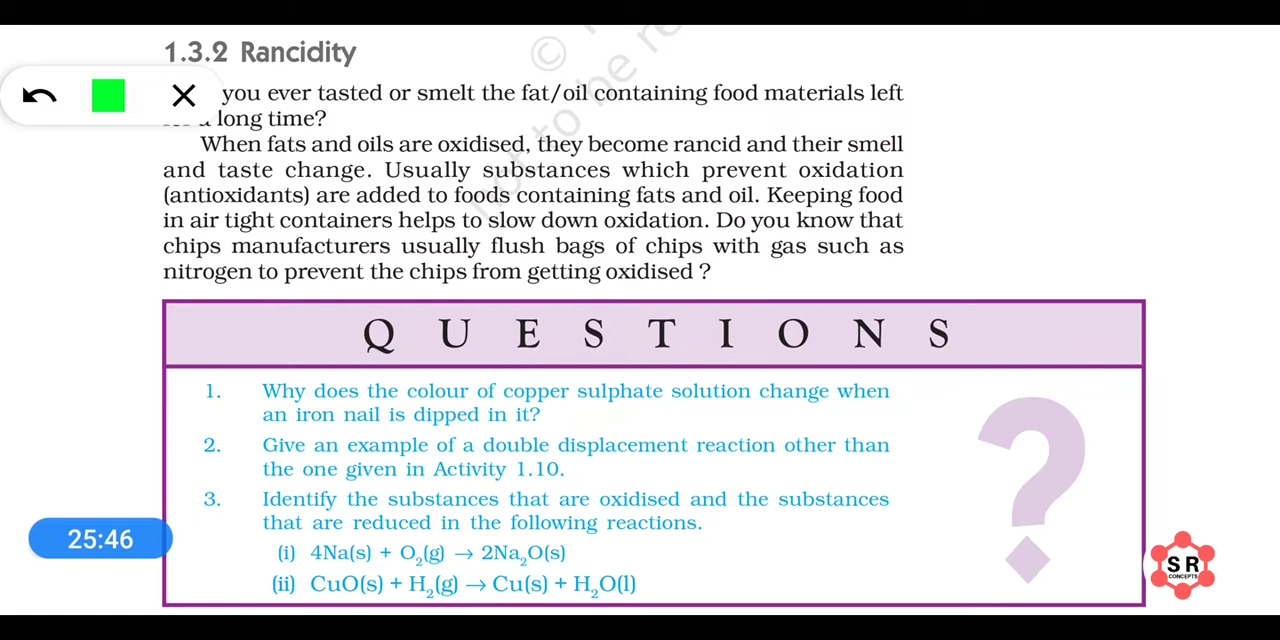 1.3.2 Rancidity
you ever tasted or smelt the fat/oil containing food materials left
long time?
When fats and oils are oxidised, they become rancid and their smell
and taste change. Usually substances which prevent oxidation
(antioxidants) are added to foods containing fats and oil. Keeping food
in air tight containers helps to slow down oxidation. Do you know that
chips manufacturers usually flush bags of chips with gas such as
nitrogen to prevent the chips from getting oxidised ?
© 
not to be re
QUESTIONS
1. Why does the colour of copper sulphate solution change when
an iron nail is dipped in it?
2. Give an example of a double displacement reaction other than
the one given in Activity 1.10.
3. Identify the substances that are oxidised and the substances
that are reduced in the following reactions.
(i) 4Na(s) + O₂(g) → 2Na₂O(s)
(ii) CuO(s) + H₂(g) → Cu(s) + H₂O(l)
?
25:46
S R
CONCEPTS